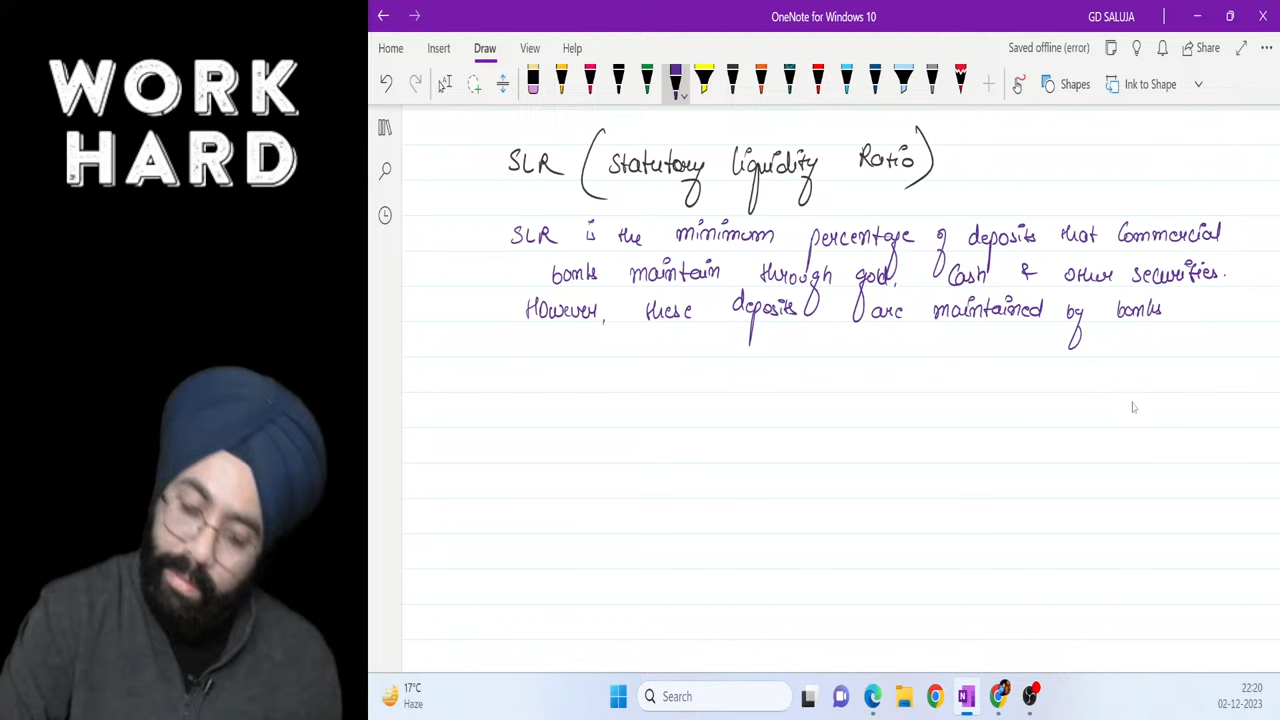 WORK
HARD
OneNote for Windows 10
GD SALUJA
Home Insert Draw View Help
Saved offline (error)
Share
Shapes
Ink to Shape
SLR (Statutory liquidity Ratio)
SLR is the minimum percentage of deposits that Commercial
banks maintain through gold, Cash & other securities.
However, these deposits are maintained by banks
17°C
Haze
Search
22:20
02-12-2023